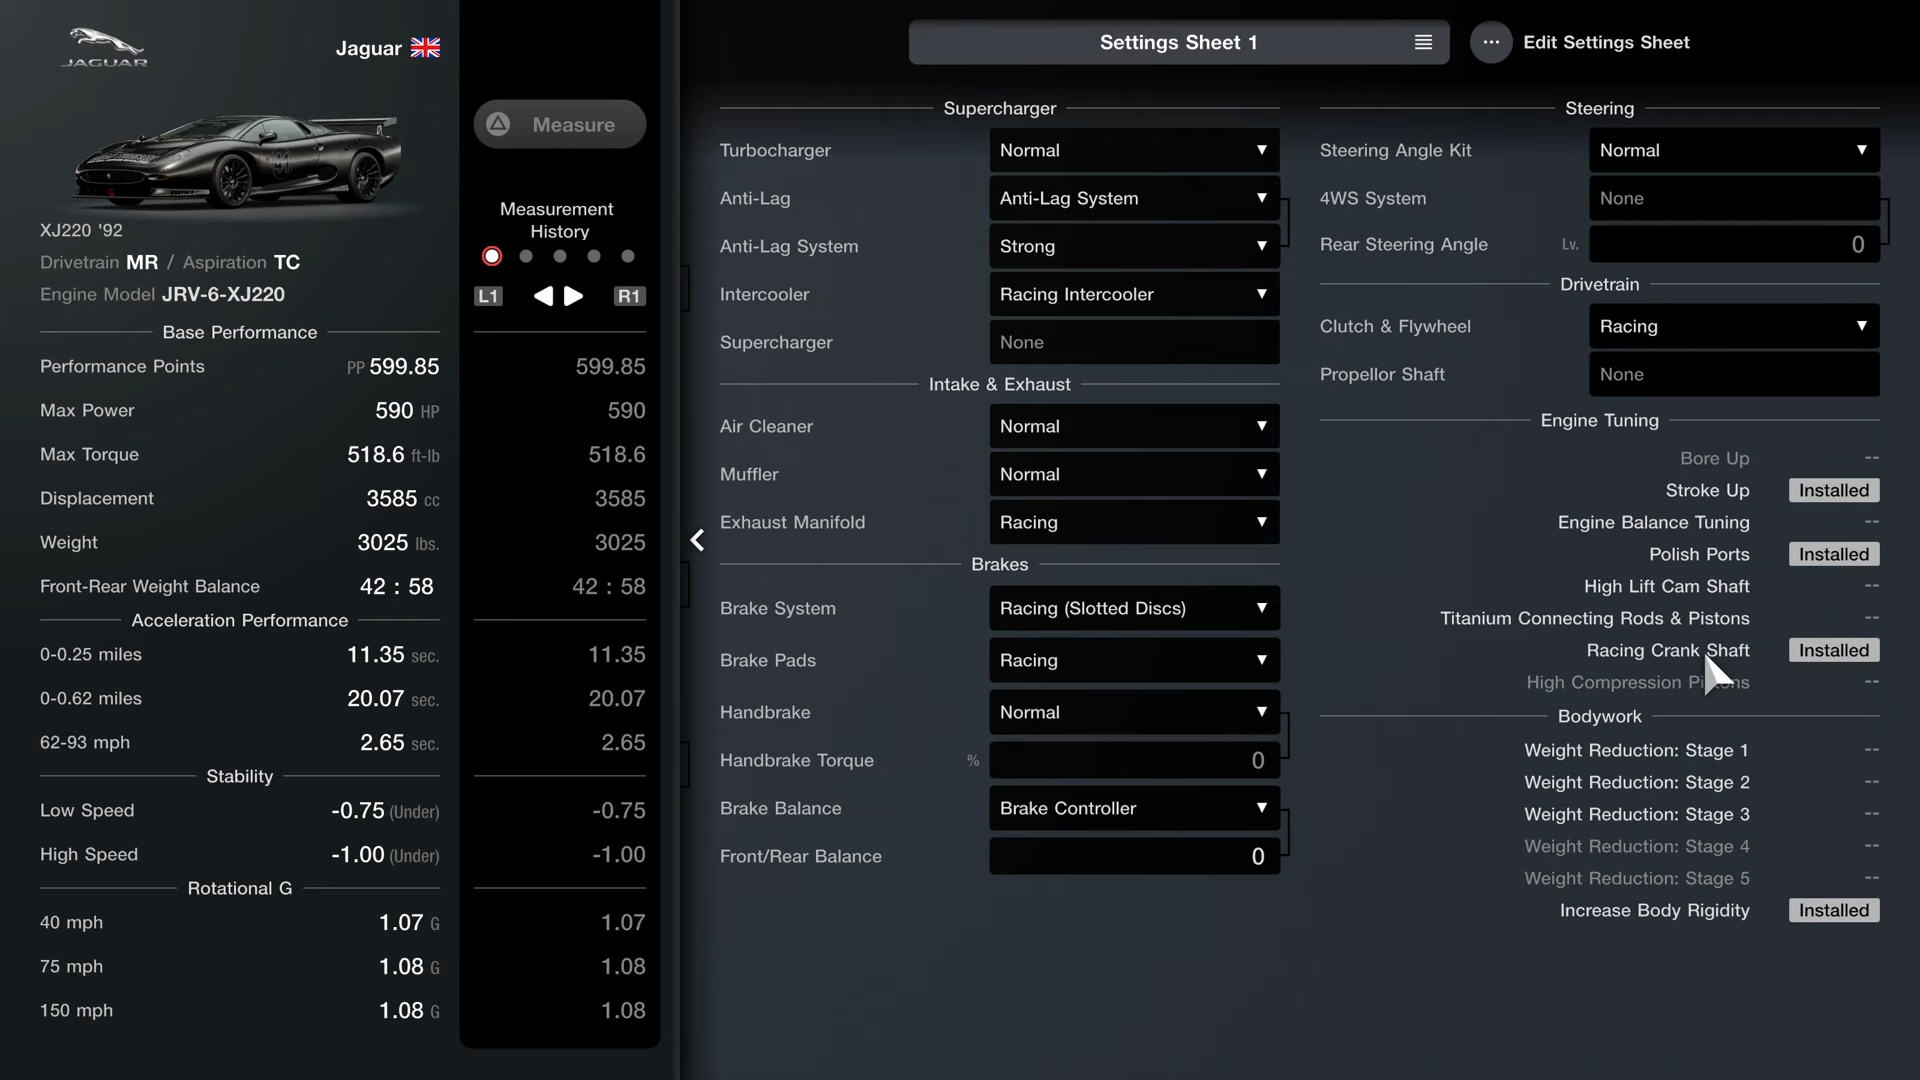 JAGUAR
Jaguar
XJ220 '92
Drivetrain MR / Aspiration TC
Engine Model JRV-6-XJ220
Base Performance
Performance Points PP 599.85
Max Power 590 HP
Max Torque 518.6 ft-lb
Displacement 3585 cc
Weight 3025 lbs.
Front-Rear Weight Balance 42 : 58
Acceleration Performance
0-0.25 miles 11.35 sec.
0-0.62 miles 20.07 sec.
62-93 mph 2.65 sec.
Stability
Low Speed -0.75 (Under)
High Speed -1.00 (Under)
Rotational G
40 mph 1.07 G
75 mph 1.08 G
150 mph 1.08 G
Measure
Measurement
History
L1 R1
599.85
590
518.6
3585
3025
42 : 58
11.35
20.07
2.65
-0.75
-1.00
1.07
1.08
1.08
Settings Sheet 1
Edit Settings Sheet
Supercharger
Turbocharger Normal
Anti-Lag Anti-Lag System
Anti-Lag System Strong
Intercooler Racing Intercooler
Supercharger None
Intake & Exhaust
Air Cleaner Normal
Muffler Normal
Exhaust Manifold Racing
Brakes
Brake System Racing (Slotted Discs)
Brake Pads Racing
Handbrake Normal
Handbrake Torque % 0
Brake Balance Brake Controller
Front/Rear Balance 0
Steering
Steering Angle Kit Normal
4WS System None
Rear Steering Angle Lv. 0
Drivetrain
Clutch & Flywheel Racing
Propellor Shaft None
Engine Tuning
Bore Up --
Stroke Up Installed
Engine Balance Tuning --
Polish Ports Installed
High Lift Cam Shaft --
Titanium Connecting Rods & Pistons --
Racing Crank Shaft Installed
High Compression Pistons --
Bodywork
Weight Reduction: Stage 1 --
Weight Reduction: Stage 2 --
Weight Reduction: Stage 3 --
Weight Reduction: Stage 4 --
Weight Reduction: Stage 5 --
Increase Body Rigidity Installed